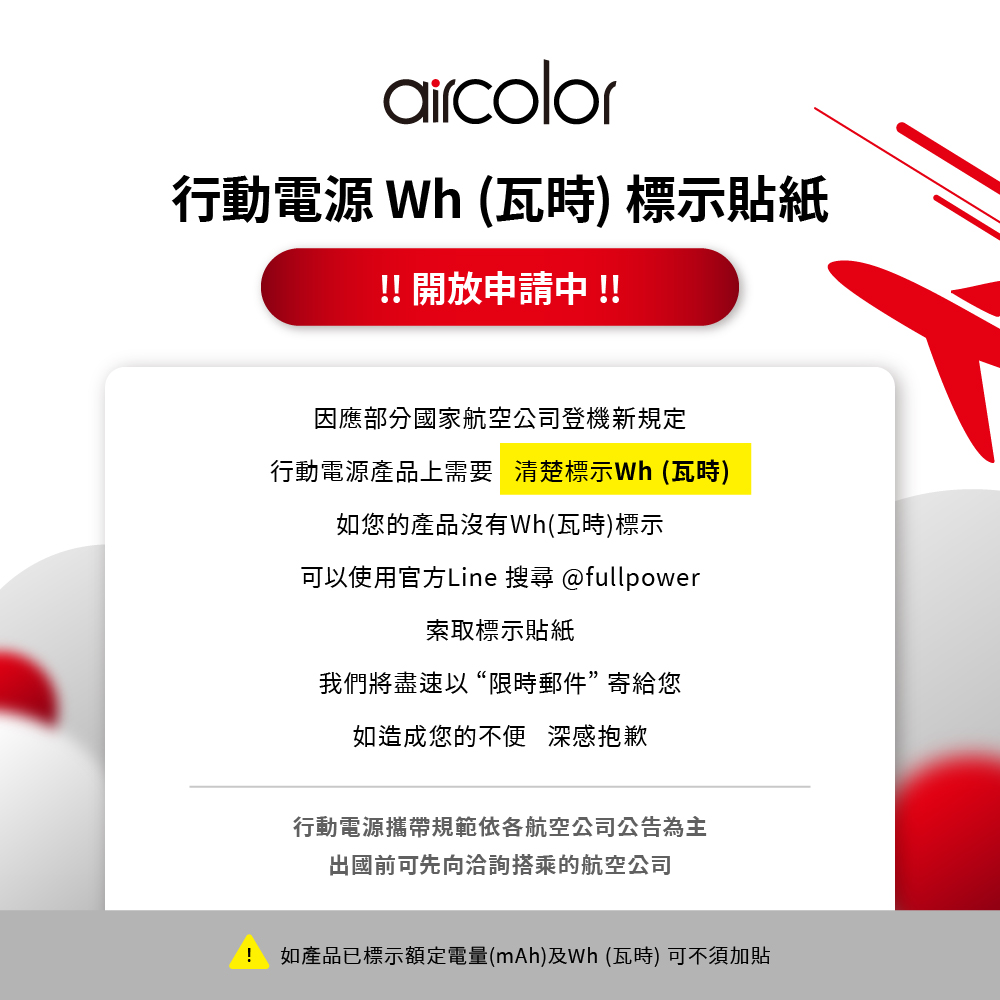 aircolor
行動電源 Wh (瓦時) 標示貼紙
!! 開放申請中 !!
因應部分國家航空公司登機新規定
行動電源產品上需要 清楚標示Wh (瓦時)
如您的產品沒有Wh(瓦時)標示
可以使用官方Line 搜尋 @fullpower
索取標示貼紙
我們將盡速以 “限時郵件” 寄給您
如造成您的不便 深感抱歉
行動電源攜帶規範依各航空公司公告為主
出國前可先向洽詢搭乘的航空公司
! 如產品已標示額定電量(mAh)及Wh (瓦時) 可不須加貼